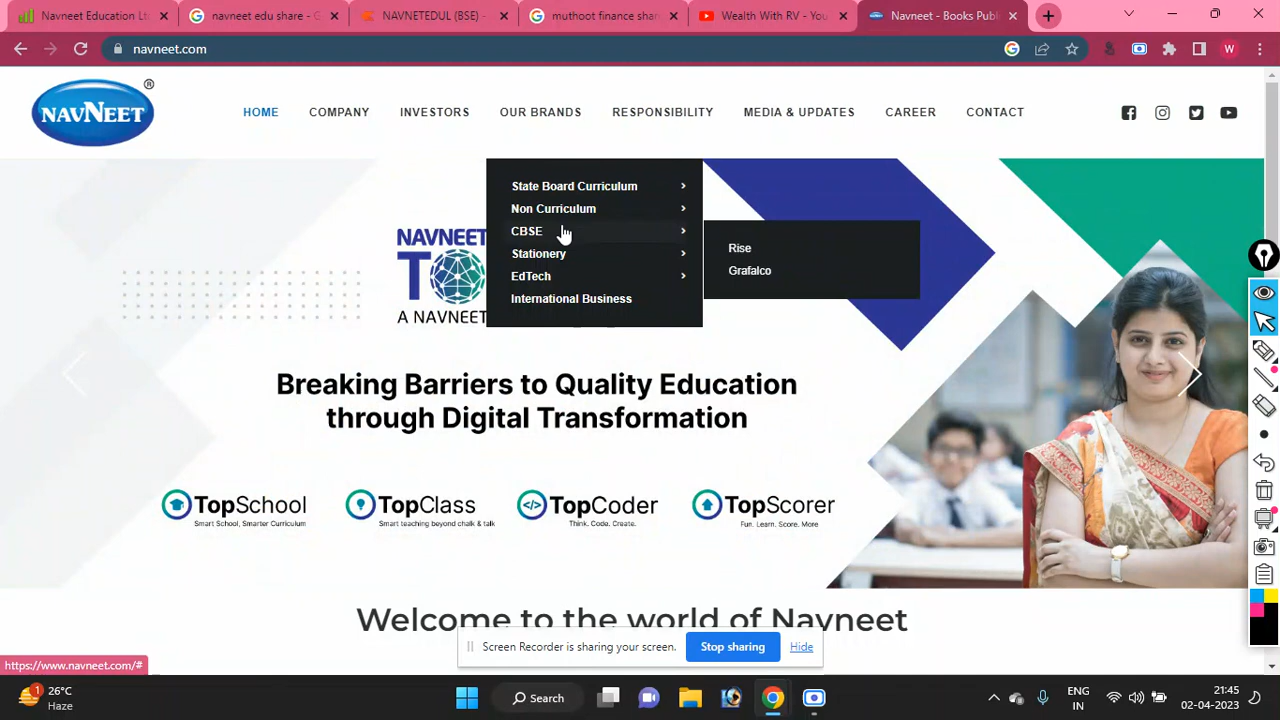 Navneet Education Lt
navneet edu share - G
NAVNETEDUL (BSE) -
muthoot finance shar
Wealth With RV - You
Navneet - Books Publ
navneet.com
W
NAVNEET
®
HOME
COMPANY
INVESTORS
OUR BRANDS
RESPONSIBILITY
MEDIA & UPDATES
CAREER
CONTACT
State Board Curriculum
Non Curriculum
CBSE
Stationery
EdTech
International Business
Rise
Grafalco
NAVNEET
TO
A NAVNEET
Breaking Barriers to Quality Education
through Digital Transformation
TopSchool
Smart School, Smarter Curriculum
TopClass
Smart teaching beyond chalk & talk
TopCoder
Think. Code. Create.
TopScorer
Fun. Learn. Score. More
Welcome to the world of Navneet
Screen Recorder is sharing your screen.
Stop sharing
Hide
https://www.navneet.com/#
1
26°C
Haze
Search
ENG
IN
21:45
02-04-2023